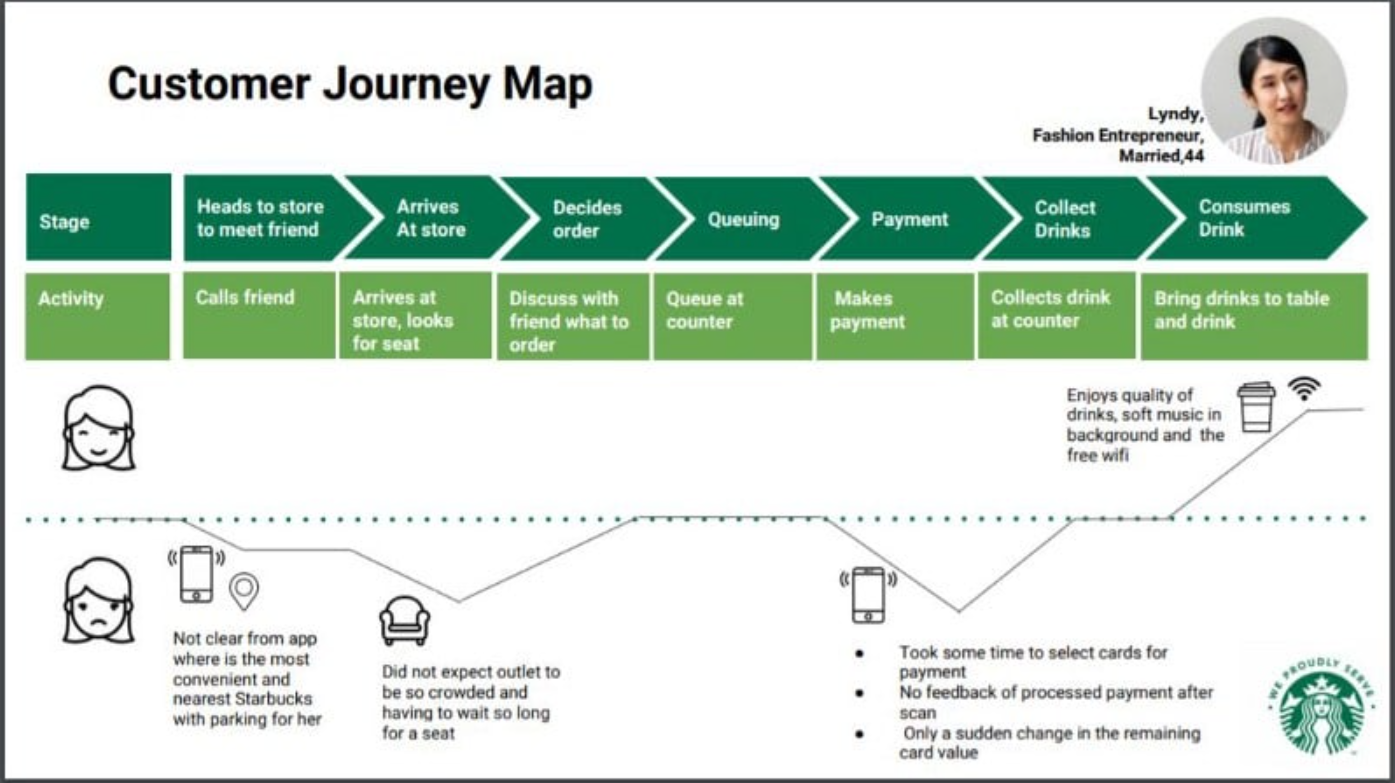 Customer Journey Map
Lyndy,
Fashion Entrepreneur,
Married,44
Stage
Heads to store
to meet friend
Arrives
At store
Decides
order
Queuing
Payment
Collect
Drinks
Consumes
Drink
Activity
Calls friend
Arrives at
store, looks
for seat
Discuss with
friend what to
order
Queue at
counter
Makes
payment
Collects drink
at counter
Bring drinks to table
and drink
Enjoys quality of
drinks, soft music in
background and the
free wifi
Not clear from app
where is the most
convenient and
nearest Starbucks
with parking for her
Did not expect outlet to
be so crowded and
having to wait so long
for a seat
● Took some time to select cards for
payment
● No feedback of processed payment after
scan
● Only a sudden change in the remaining
card value
WE PROUDLY SERVE